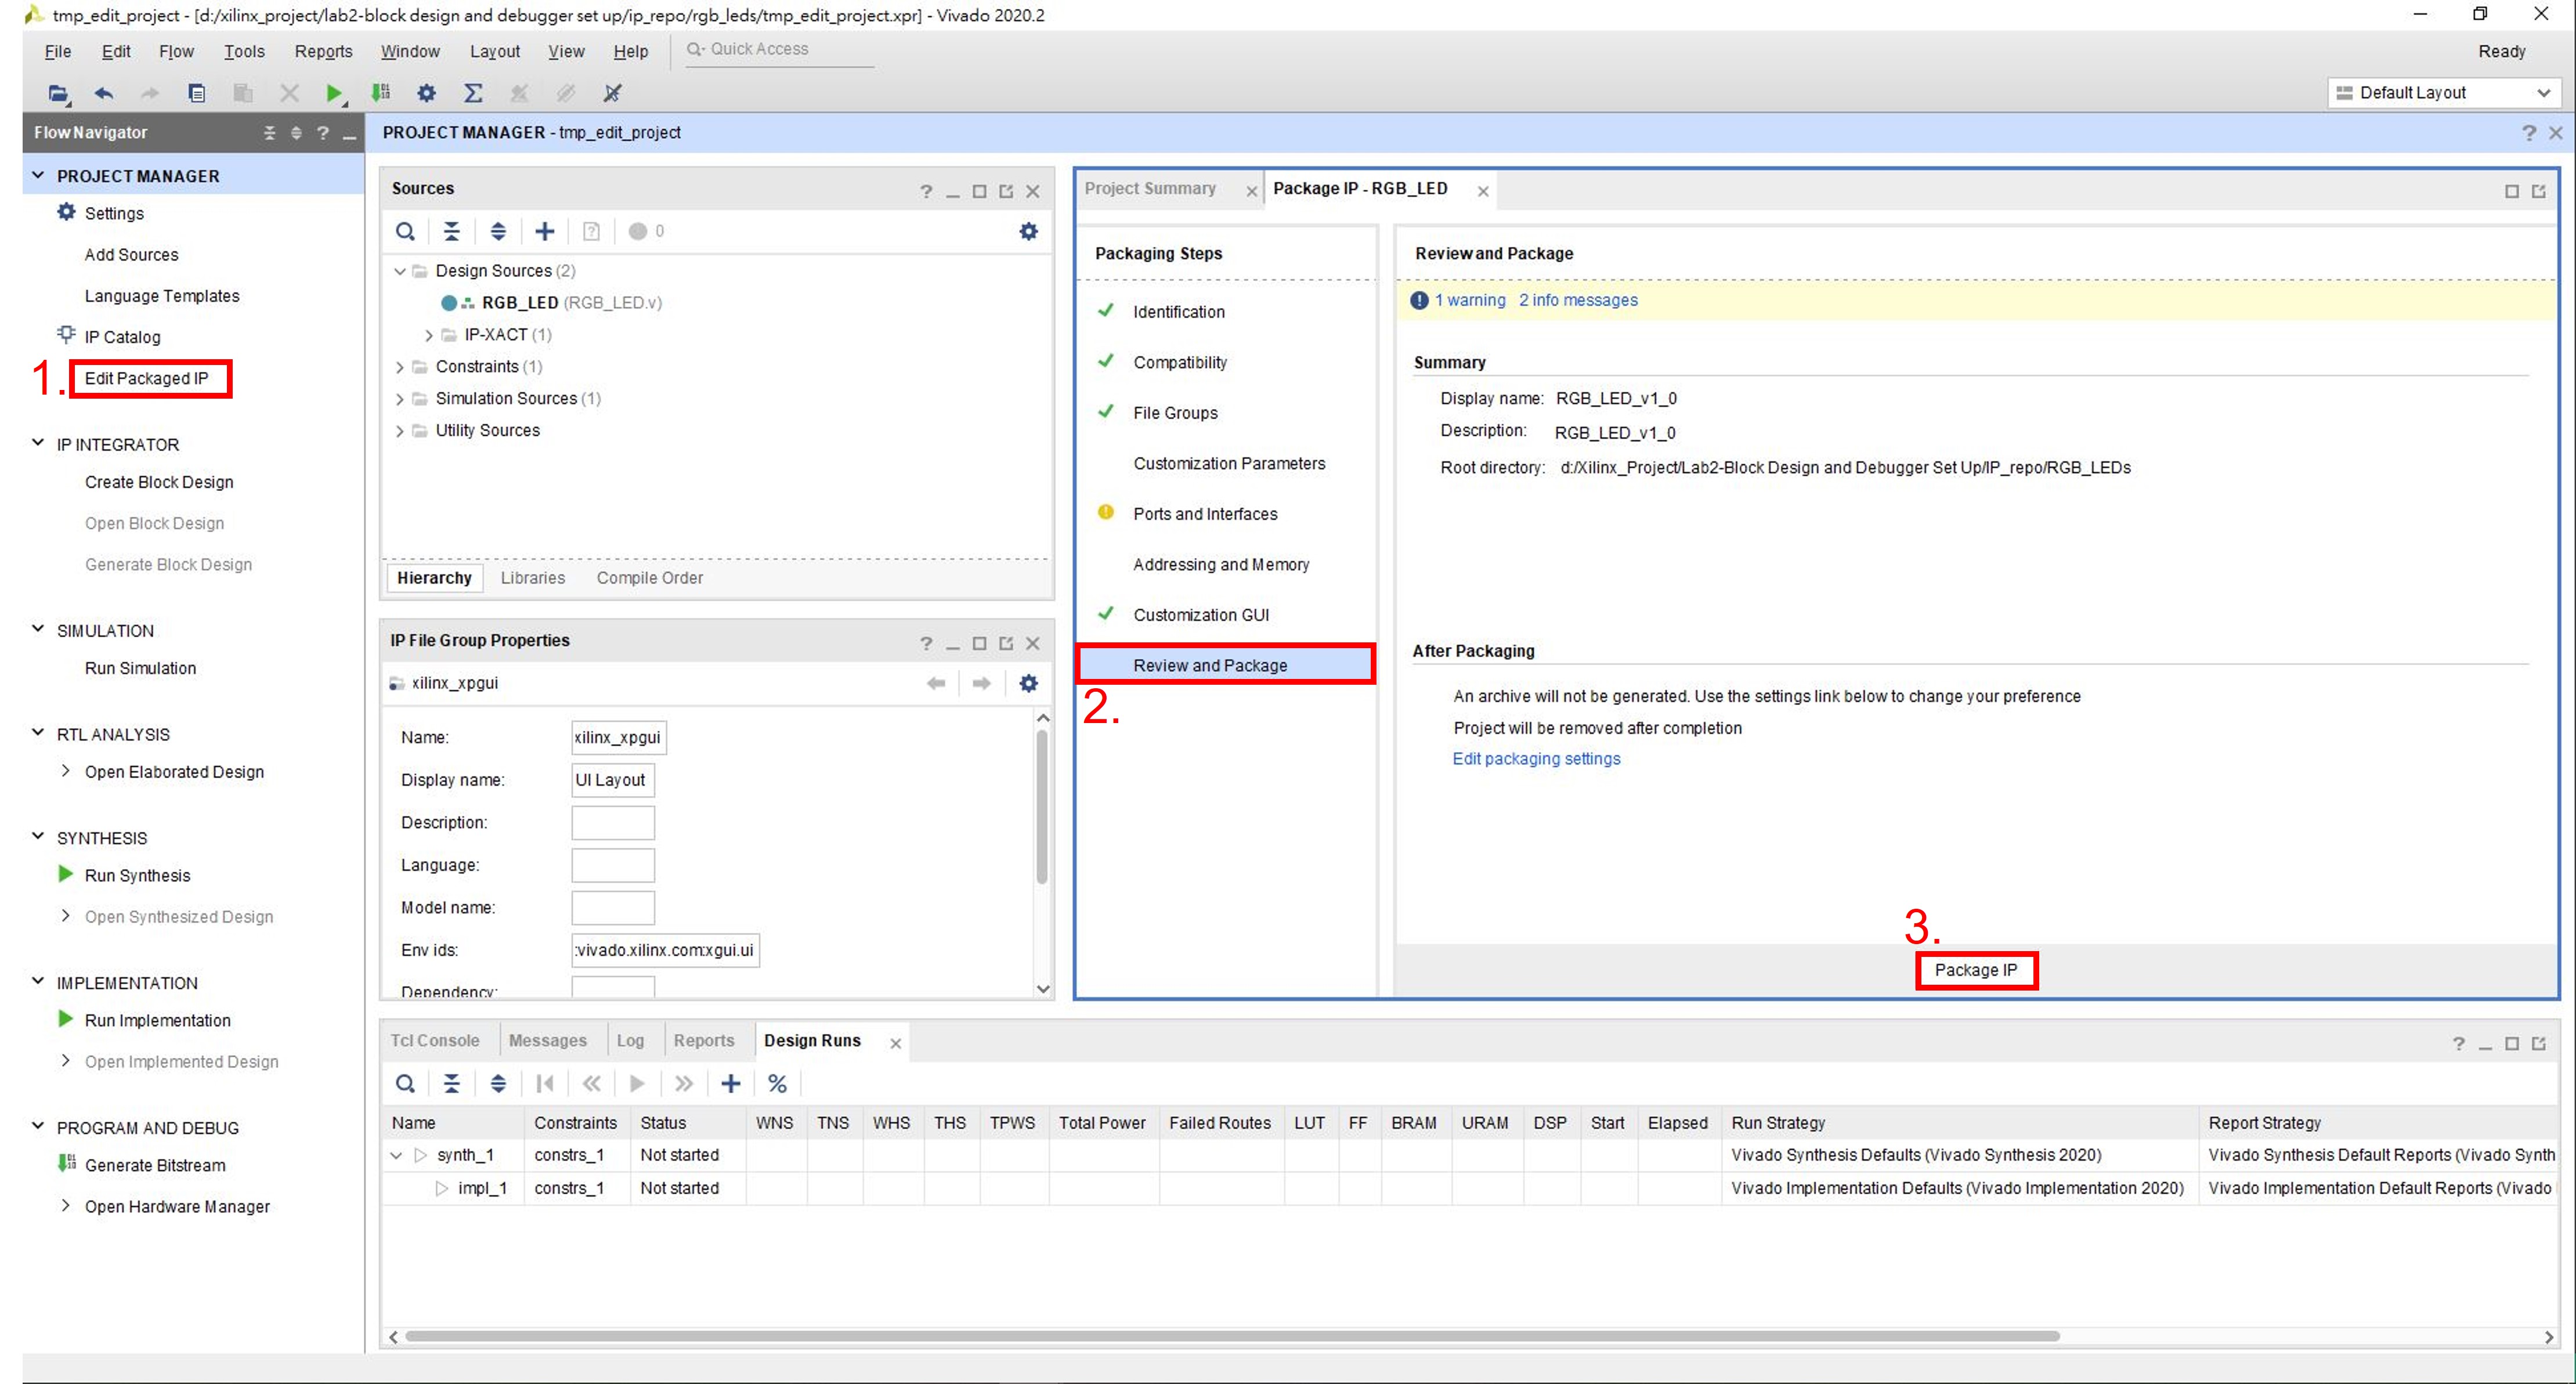 tmp_edit_project - [d:/xilinx_project/lab2-block design and debugger set up/ip_repo/rgb_leds/tmp_edit_project.xpr] - Vivado 2020.2
File Edit Flow Tools Reports Window Layout View Help Quick Access Ready
Default Layout
Flow Navigator
PROJECT MANAGER
Settings
Add Sources
Language Templates
IP Catalog
1. Edit Packaged IP
IP INTEGRATOR
Create Block Design
Open Block Design
Generate Block Design
SIMULATION
Run Simulation
RTL ANALYSIS
Open Elaborated Design
SYNTHESIS
Run Synthesis
Open Synthesized Design
IMPLEMENTATION
Run Implementation
Open Implemented Design
PROGRAM AND DEBUG
Generate Bitstream
Open Hardware Manager
PROJECT MANAGER - tmp_edit_project
Sources
0
Design Sources (2)
RGB_LED (RGB_LED.v)
IP-XACT (1)
Constraints (1)
Simulation Sources (1)
Utility Sources
Hierarchy Libraries Compile Order
IP File Group Properties
xilinx_xpgui
Name: xilinx_xpgui
Display name: UI Layout
Description:
Language:
Model name:
Env ids: :vivado.xilinx.com:xgui.ui
Dependency:
Project Summary Package IP - RGB_LED
Packaging Steps
Identification
Compatibility
File Groups
Customization Parameters
Ports and Interfaces
Addressing and Memory
Customization GUI
Review and Package
2.
Review and Package
1 warning 2 info messages
Summary
Display name: RGB_LED_v1_0
Description: RGB_LED_v1_0
Root directory: d:/Xilinx_Project/Lab2-Block Design and Debugger Set Up/IP_repo/RGB_LEDs
After Packaging
An archive will not be generated. Use the settings link below to change your preference
Project will be removed after completion
Edit packaging settings
3.
Package IP
Tcl Console Messages Log Reports Design Runs
Name Constraints Status WNS TNS WHS THS TPWS Total Power Failed Routes LUT FF BRAM URAM DSP Start Elapsed Run Strategy Report Strategy
synth_1 constrs_1 Not started Vivado Synthesis Defaults (Vivado Synthesis 2020) Vivado Synthesis Default Reports (Vivado Synth
impl_1 constrs_1 Not started Vivado Implementation Defaults (Vivado Implementation 2020) Vivado Implementation Default Reports (Vivado